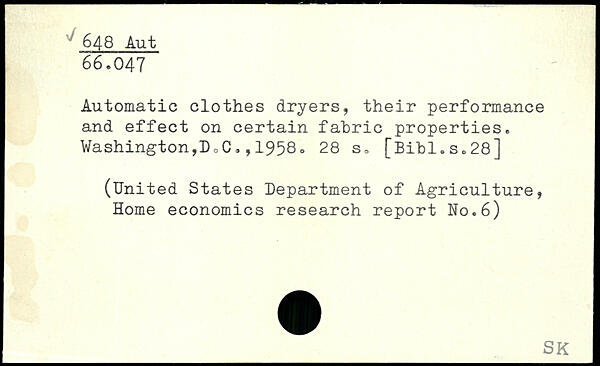 ✓ 648 Aut
66.047
Automatic clothes dryers, their performance
and effect on certain fabric properties.
Washington,D.C.,1958. 28 s. [Bibl.s.28]
(United States Department of Agriculture,
Home economics research report No.6)
SK